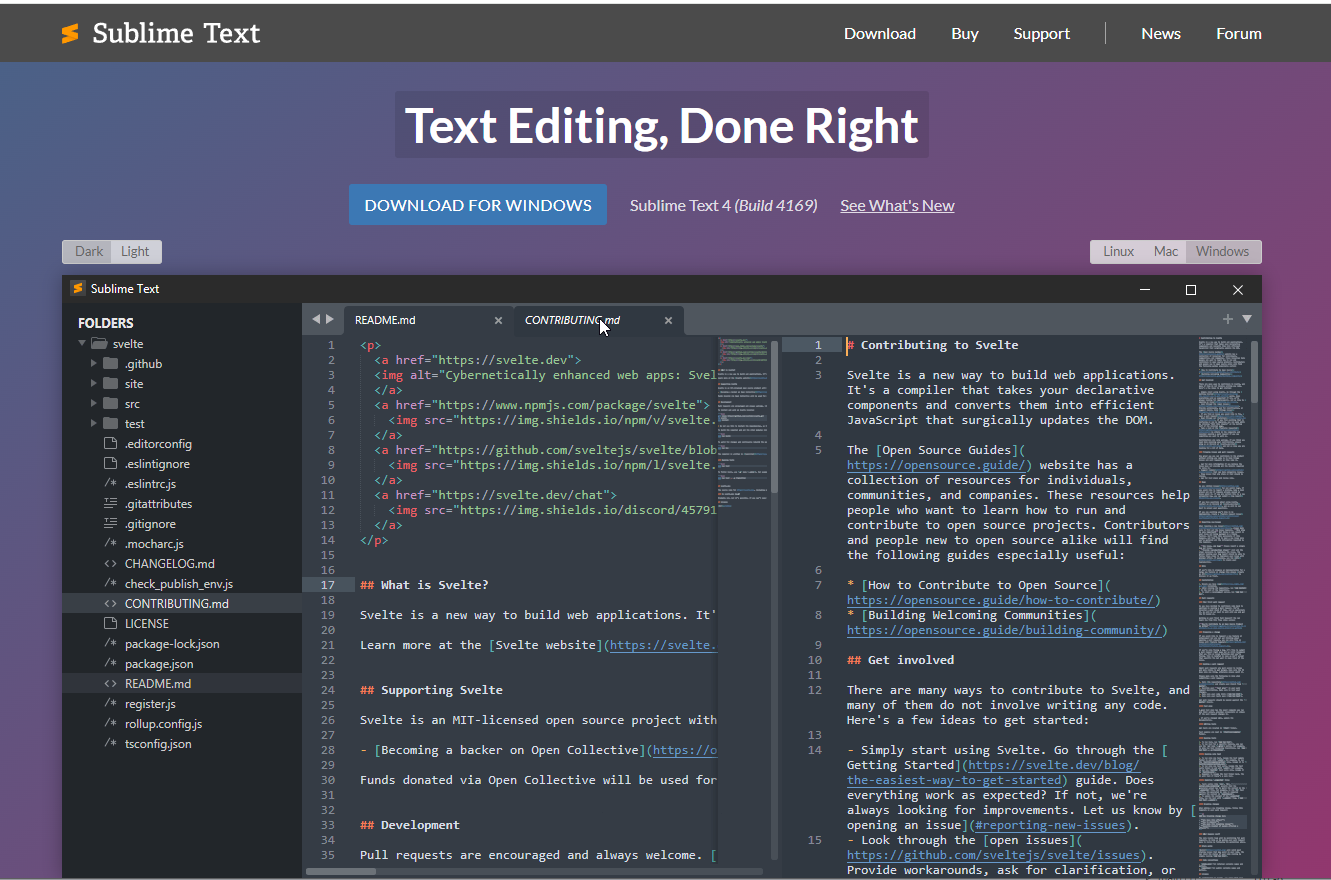 Sublime Text
Download Buy Support News Forum
Text Editing, Done Right
DOWNLOAD FOR WINDOWS Sublime Text 4 (Build 4169) See What's New
Dark Light
Linux Mac Windows
Sublime Text
FOLDERS
svelte
.github
site
src
test
.editorconfig
.eslintignore
/* .eslintrc.js
.gitattributes
.gitignore
/* .mocharc.js
<> CHANGELOG.md
/* check_publish_env.js
<> CONTRIBUTING.md
LICENSE
/* package-lock.json
/* package.json
<> README.md
/* register.js
/* rollup.config.js
/* tsconfig.json
README.md
CONTRIBUTING.md
1 <p>
2 <a href="https://svelte.dev">
3 <img alt="Cybernetically enhanced web apps: Svel
4 </a>
5 <a href="https://www.npmjs.com/package/svelte">
6 <img src="https://img.shields.io/npm/v/svelte.
7 </a>
8 <a href="https://github.com/sveltejs/svelte/blob
9 <img src="https://img.shields.io/npm/l/svelte.
10 </a>
11 <a href="https://svelte.dev/chat">
12 <img src="https://img.shields.io/discord/45791
13 </a>
14 </p>
15
16
17 ## What is Svelte?
18
19 Svelte is a new way to build web applications. It'
20
21 Learn more at the [Svelte website](https://svelte.
22
23
24 ## Supporting Svelte
25
26 Svelte is an MIT-licensed open source project with
27
28 - [Becoming a backer on Open Collective](https://o
29
30 Funds donated via Open Collective will be used for
31
32
33 ## Development
34
35 Pull requests are encouraged and always welcome. [
1 # Contributing to Svelte
2
3 Svelte is a new way to build web applications.
It's a compiler that takes your declarative
components and converts them into efficient
JavaScript that surgically updates the DOM.
4
5 The [Open Source Guides](
https://opensource.guide/) website has a
collection of resources for individuals,
communities, and companies. These resources help
people who want to learn how to run and
contribute to open source projects. Contributors
and people new to open source alike will find
the following guides especially useful:
6
7 * [How to Contribute to Open Source](
https://opensource.guide/how-to-contribute/)
8 * [Building Welcoming Communities](
https://opensource.guide/building-community/)
9
10 ## Get involved
11
12 There are many ways to contribute to Svelte, and
many of them do not involve writing any code.
Here's a few ideas to get started:
13
14 - Simply start using Svelte. Go through the [
Getting Started](https://svelte.dev/blog/
the-easiest-way-to-get-started) guide. Does
everything work as expected? If not, we're
always looking for improvements. Let us know by [
opening an issue](#reporting-new-issues).
15 - Look through the [open issues](
https://github.com/sveltejs/svelte/issues).
Provide workarounds, ask for clarification, or